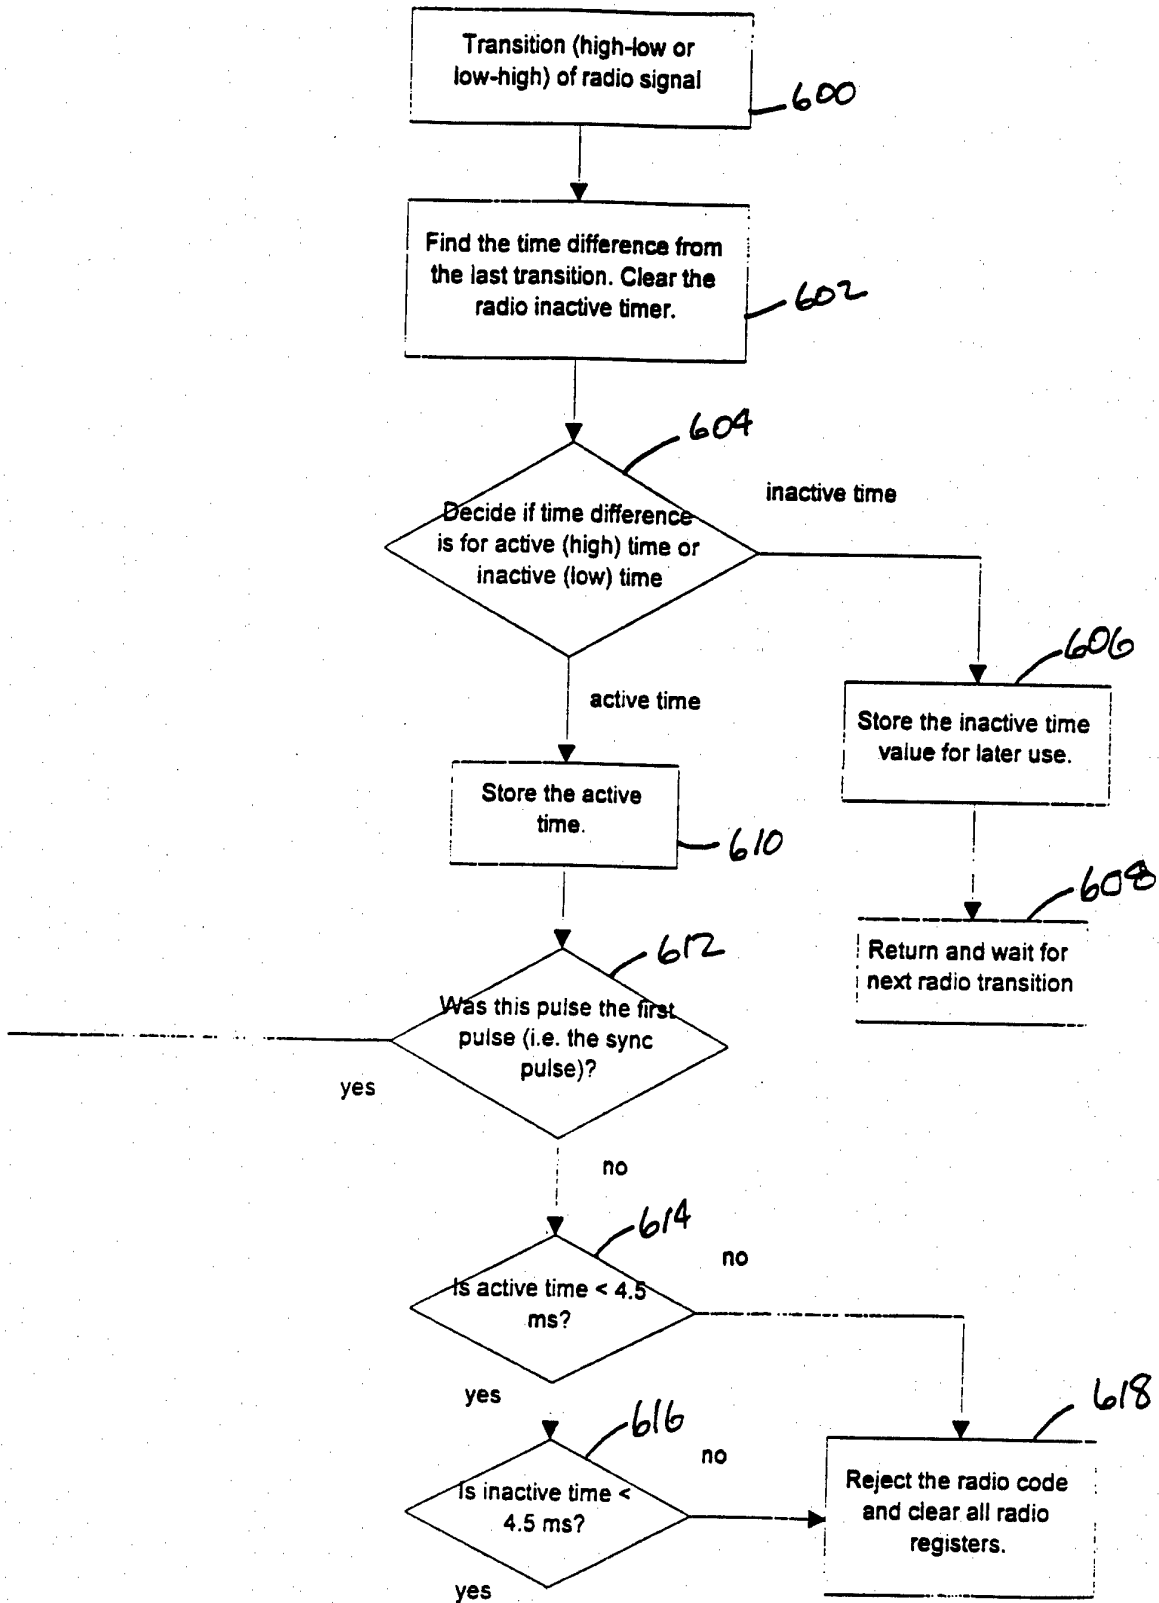 Transition (high-low or
low-high) of radio signal
600
Find the time difference from
the last transition. Clear the
radio inactive timer.
602
604
inactive time
Decide if time difference
is for active (high) time or
inactive (low) time
606
active time
Store the inactive time
value for later use.
Store the active
time.
610
608
Return and wait for
next radio transition
612
Was this pulse the first
pulse (i.e. the sync
pulse)?
yes
no
614
no
Is active time < 4.5
ms?
yes
618
616
no
Is inactive time <
4.5 ms?
Reject the radio code
and clear all radio
registers.
yes